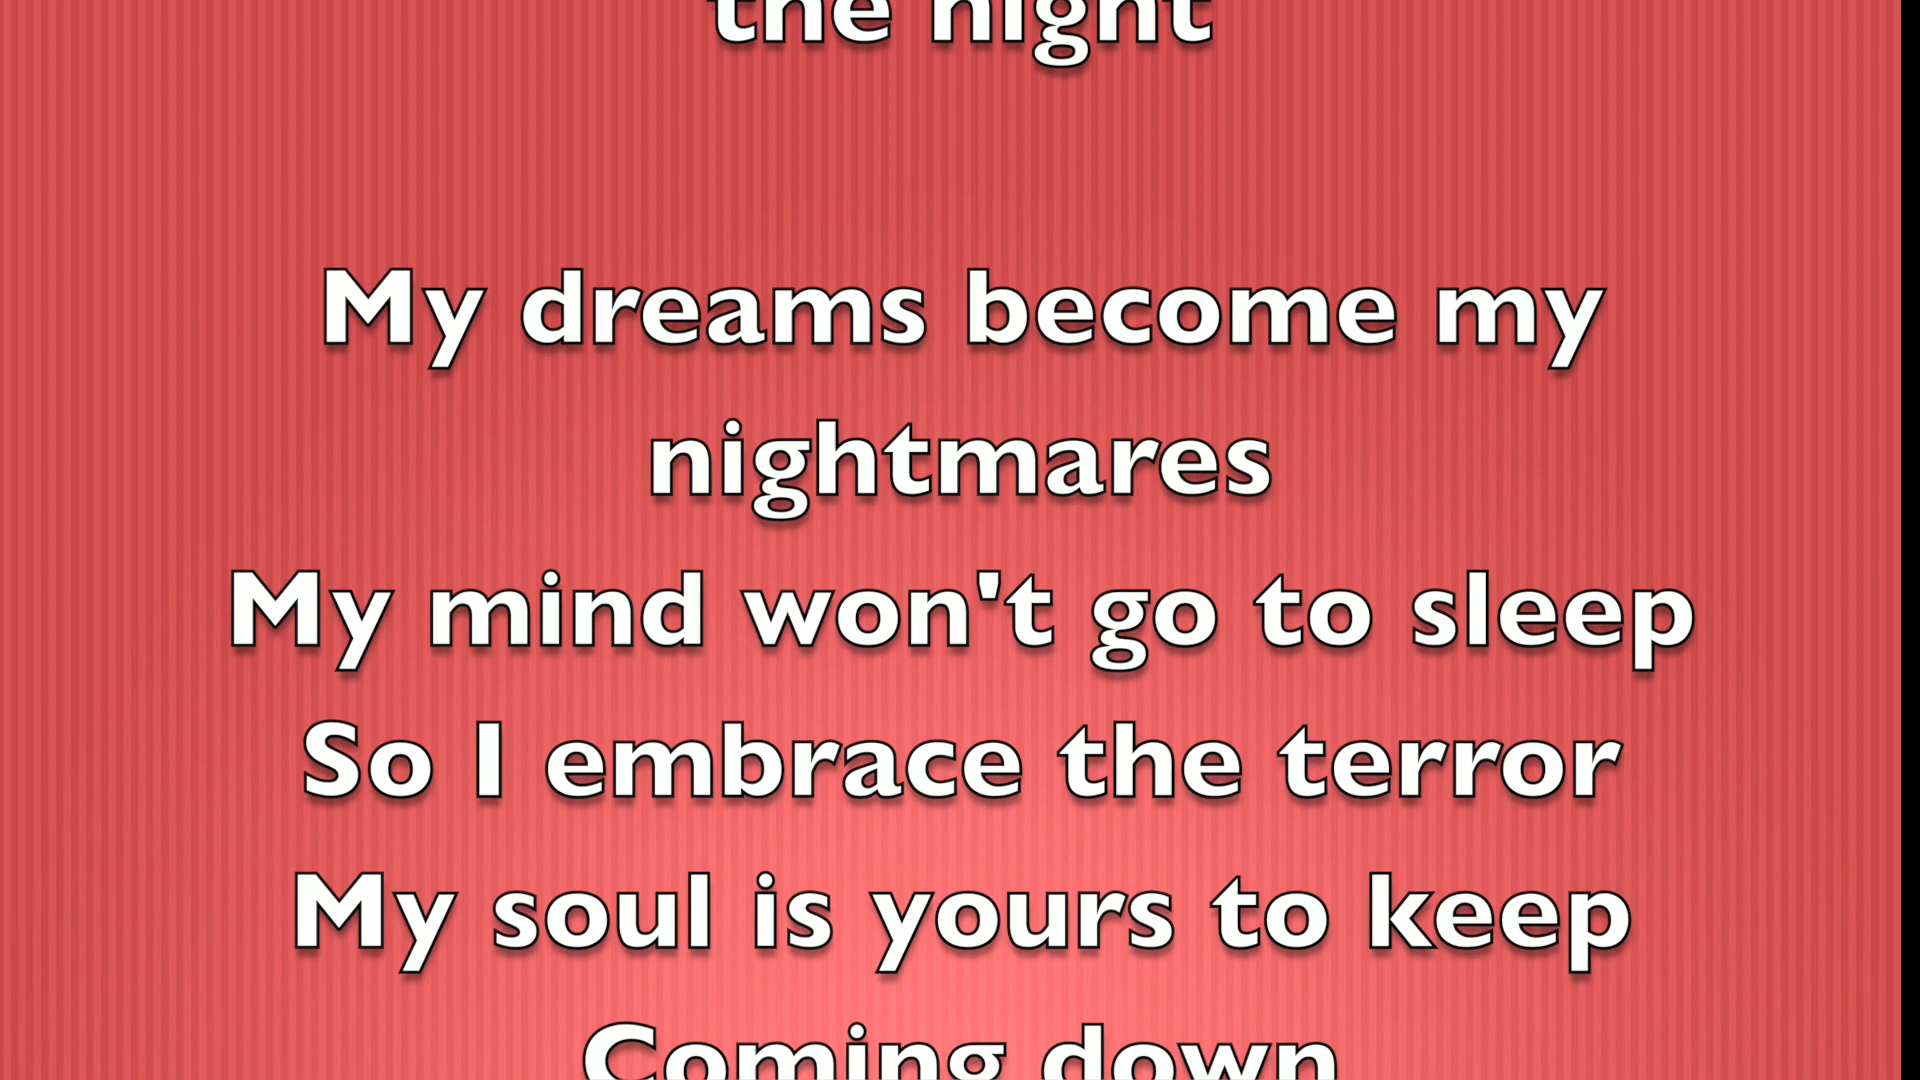 the night
My dreams become my
nightmares
My mind won't go to sleep
So I embrace the terror
My soul is yours to keep
Coming down